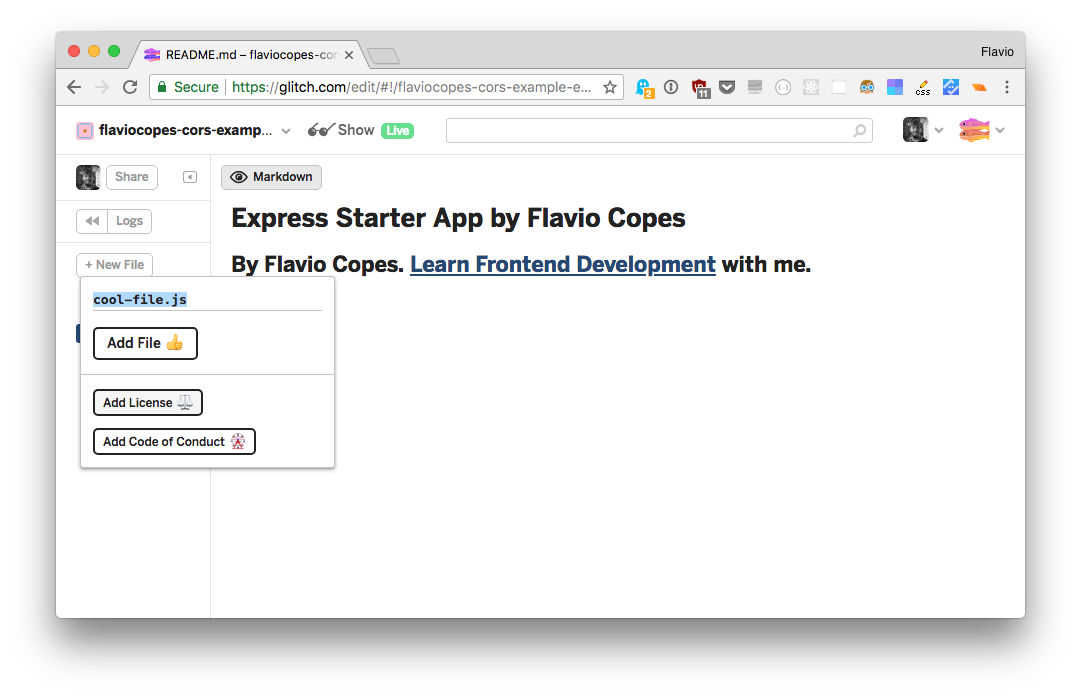 README.md – flaviocopes-cor
Flavio
Secure https://glitch.com/edit/#!/flaviocopes-cors-example-e...
2
11
css
flaviocopes-cors-examp...
Show Live
Share
Markdown
Logs
Express Starter App by Flavio Copes
+ New File
By Flavio Copes. Learn Frontend Development with me.
cool-file.js
Add File 👍
Add License
Add Code of Conduct